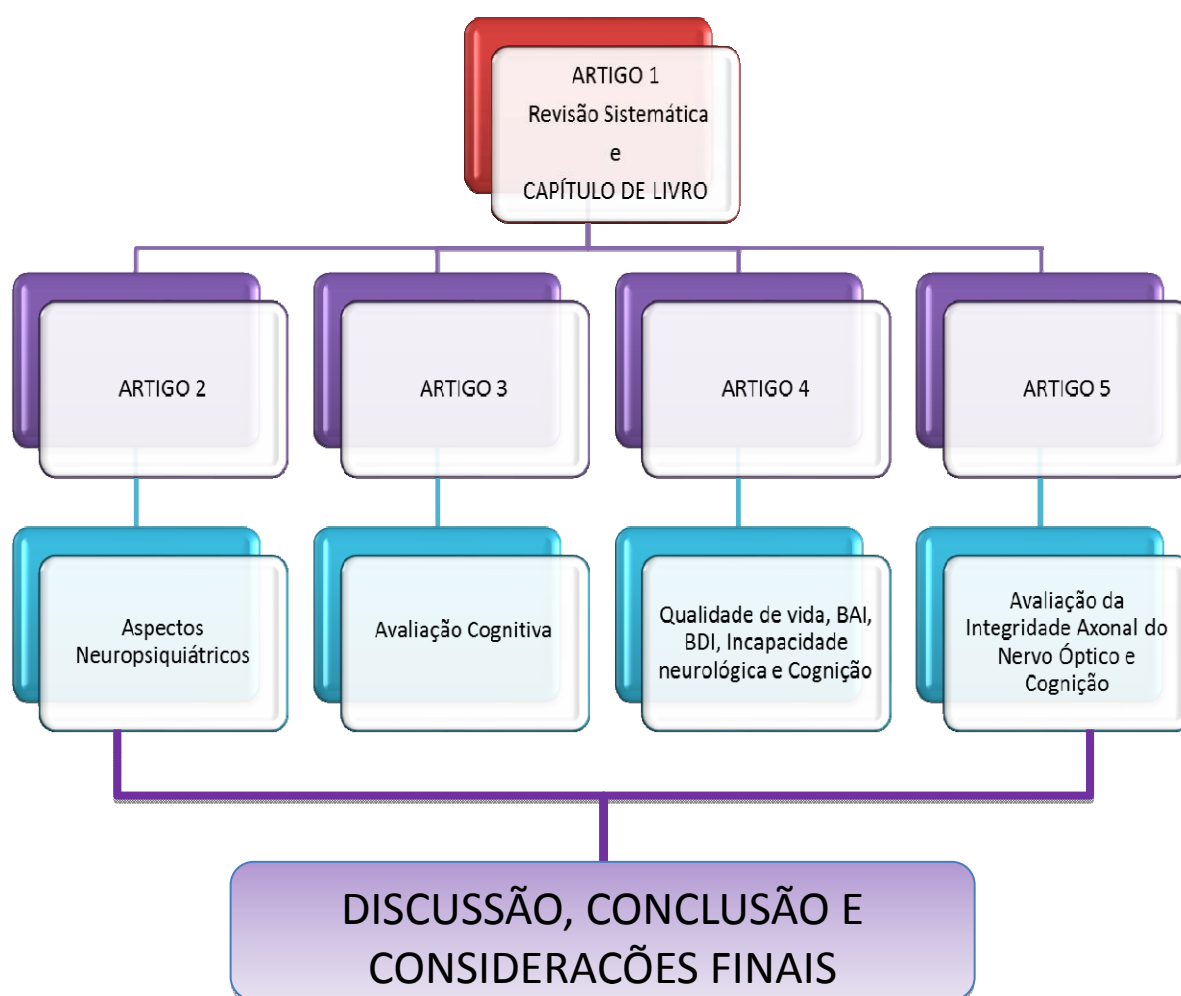 ARTIGO 1
Revisão Sistemática
e
CAPÍTULO DE LIVRO
ARTIGO 2
ARTIGO 3
ARTIGO 4
ARTIGO 5
Aspectos
Neuropsiquiátricos
Avaliação Cognitiva
Qualidade de vida, BAI,
BDI, Incapacidade
neurológica e Cognição
Avaliação da
Integridade Axonal do
Nervo Óptico e
Cognição
DISCUSSÃO, CONCLUSÃO E
CONSIDERACÕES FINAIS